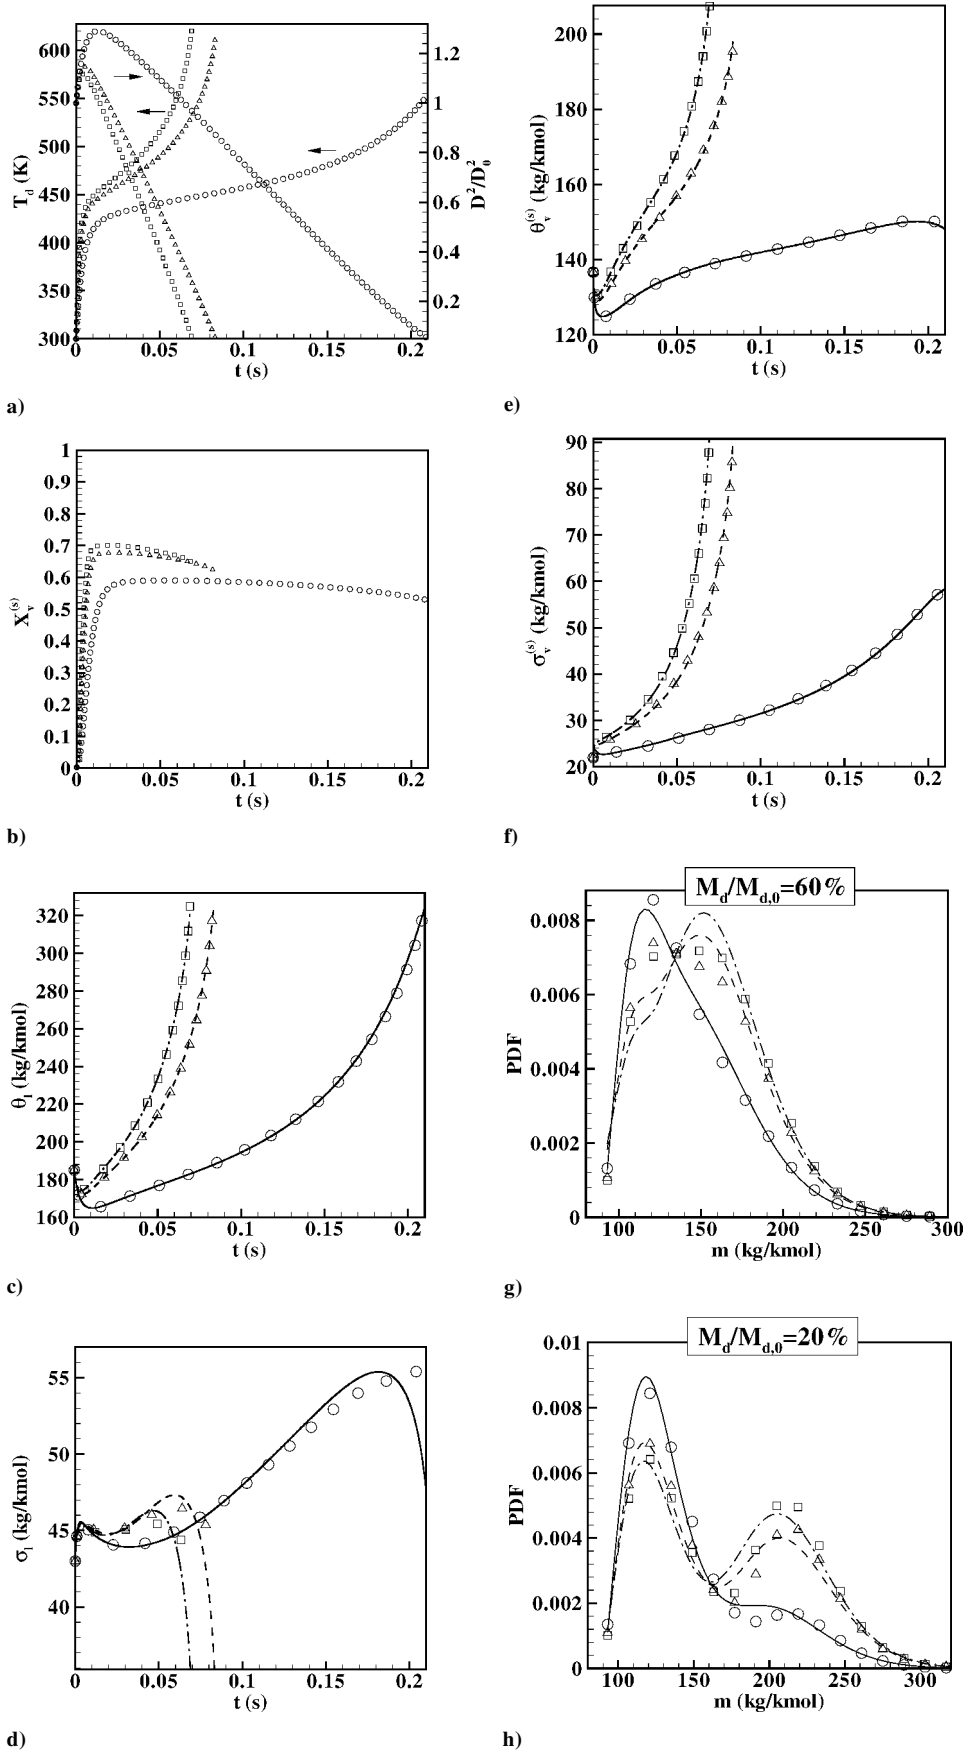 600
550
500
450
400
350
300
T_d (K)
1.2
1
0.8
0.6
0.4
0.2
D²/D₀²
0 0.05 0.1 0.15 0.2
t (s)
a)
1
0.9
0.8
0.7
0.6
0.5
0.4
0.3
0.2
0.1
0
X_v^(s)
0 0.05 0.1 0.15 0.2
t (s)
b)
320
300
280
260
240
220
200
180
160
θ_l (kg/kmol)
0 0.05 0.1 0.15 0.2
t (s)
c)
55
50
45
40
σ_l (kg/kmol)
0 0.05 0.1 0.15 0.2
t (s)
d)
200
180
160
140
120
θ_v^(s) (kg/kmol)
0 0.05 0.1 0.15 0.2
t (s)
e)
90
80
70
60
50
40
30
20
σ_v^(s) (kg/kmol)
0 0.05 0.1 0.15 0.2
t (s)
f)
M_d/M_d,0=60%
0.008
0.006
0.004
0.002
0
PDF
100 150 200 250 300
m (kg/kmol)
g)
M_d/M_d,0=20%
0.01
0.008
0.006
0.004
0.002
0
PDF
100 150 200 250 300
m (kg/kmol)
h)